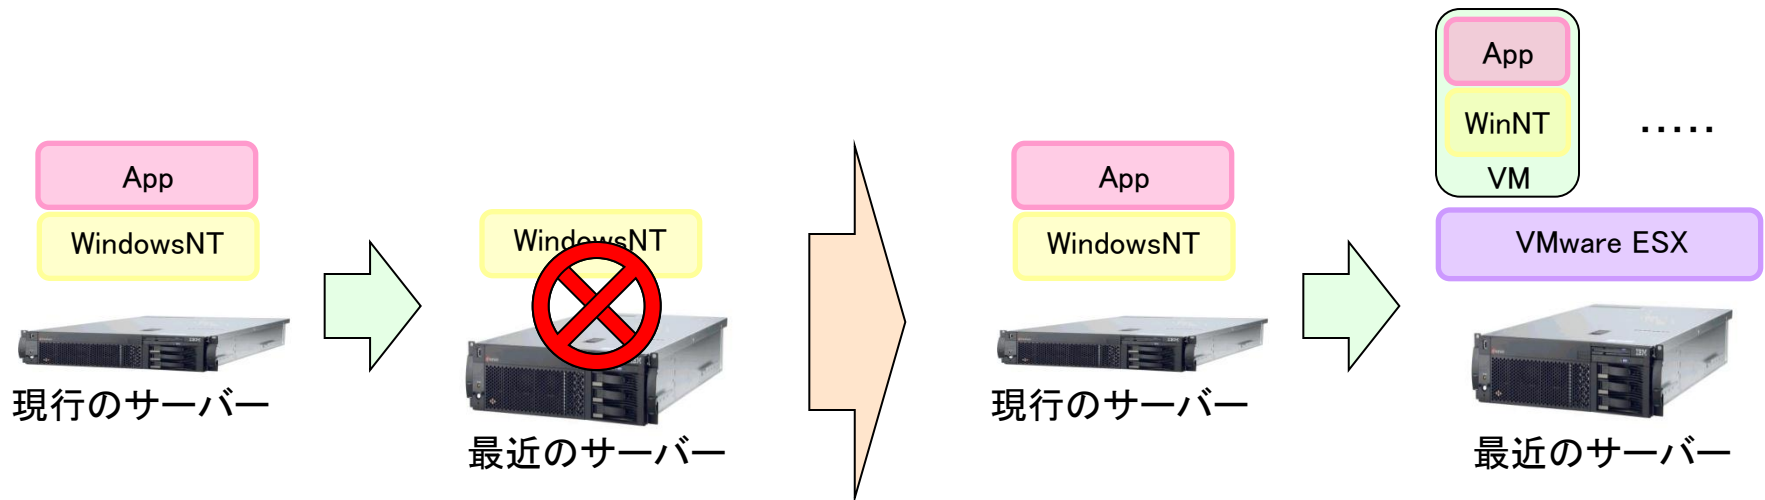 App
WindowsNT
現行のサーバー
WindowsNT
最近のサーバー
App
WindowsNT
現行のサーバー
App
WinNT
VM
.....
VMware ESX
最近のサーバー